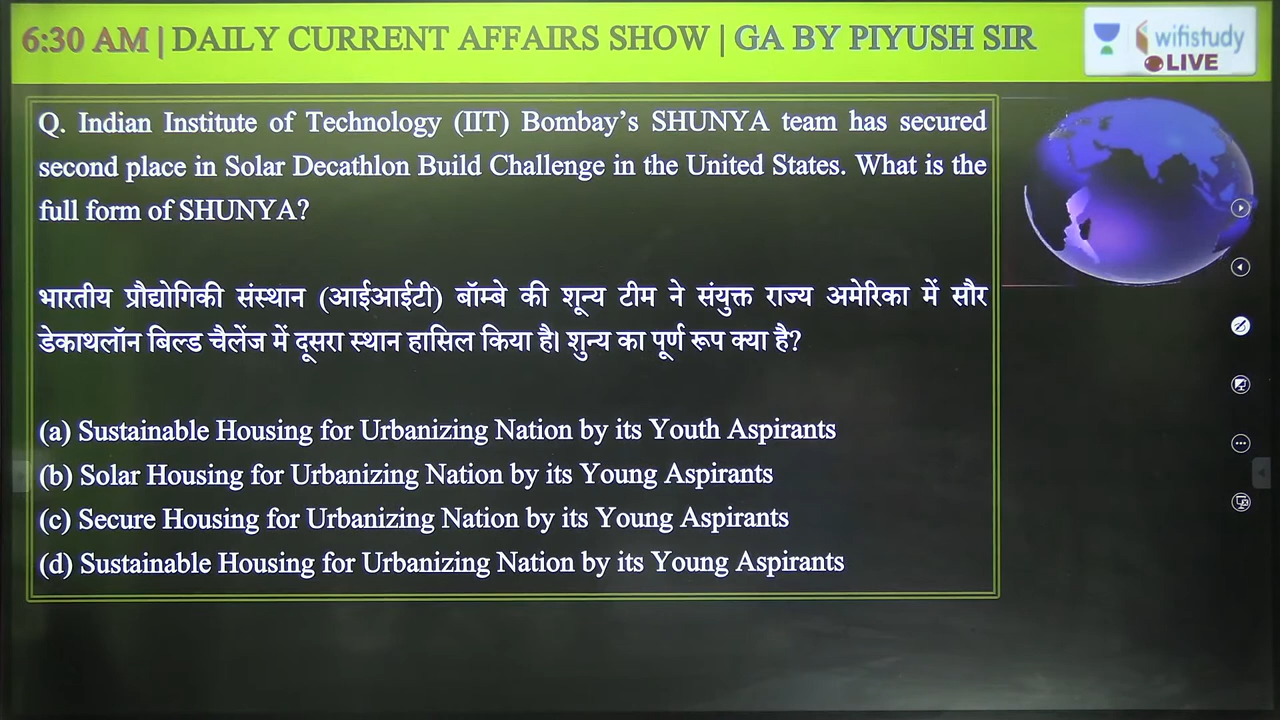 6:30 AM | DAILY CURRENT AFFAIRS SHOW | GA BY PIYUSH SIR
wifistudy
LIVE
Q. Indian Institute of Technology (IIT) Bombay's SHUNYA team has secured
second place in Solar Decathlon Build Challenge in the United States. What is the
full form of SHUNYA?
भारतीय प्रौद्योगिकी संस्थान (आईआईटी) बॉम्बे की शून्य टीम ने संयुक्त राज्य अमेरिका में सौर
डेकाथलॉन बिल्ड चैलेंज में दूसरा स्थान हासिल किया है। शुन्य का पूर्ण रूप क्या है?
(a) Sustainable Housing for Urbanizing Nation by its Youth Aspirants
(b) Solar Housing for Urbanizing Nation by its Young Aspirants
(c) Secure Housing for Urbanizing Nation by its Young Aspirants
(d) Sustainable Housing for Urbanizing Nation by its Young Aspirants